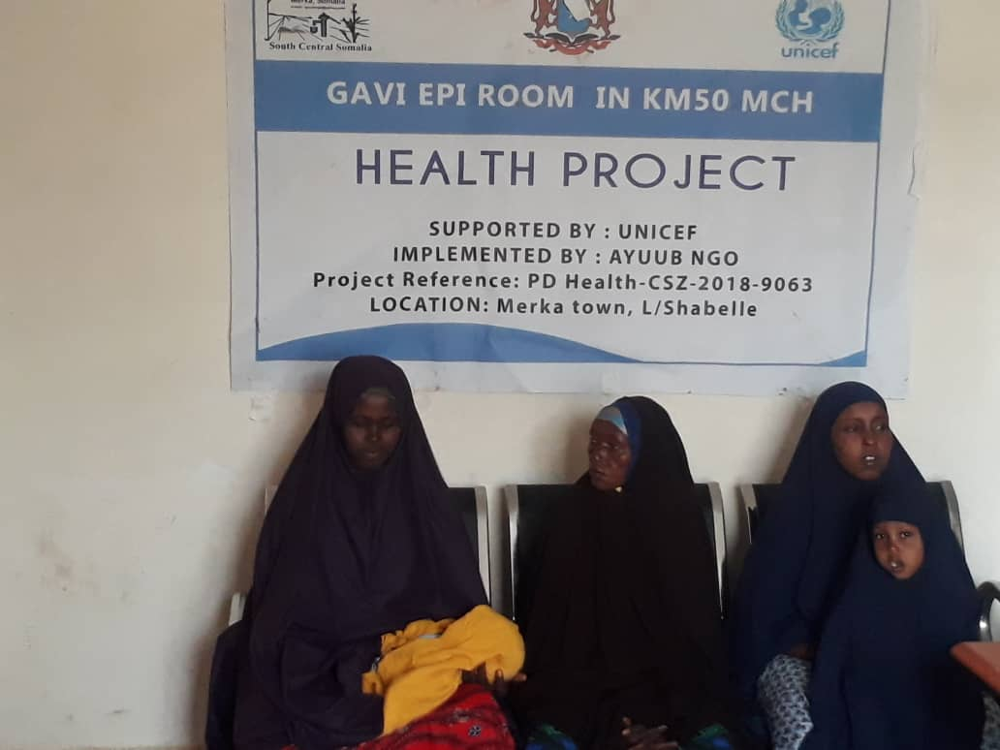 Merka, Somalia
South Central Somalia
unicef
GAVI EPI ROOM IN KM50 MCH
HEALTH PROJECT
SUPPORTED BY : UNICEF
IMPLEMENTED BY : AYUUB NGO
Project Reference: PD Health-CSZ-2018-9063
LOCATION: Merka town, L/Shabelle